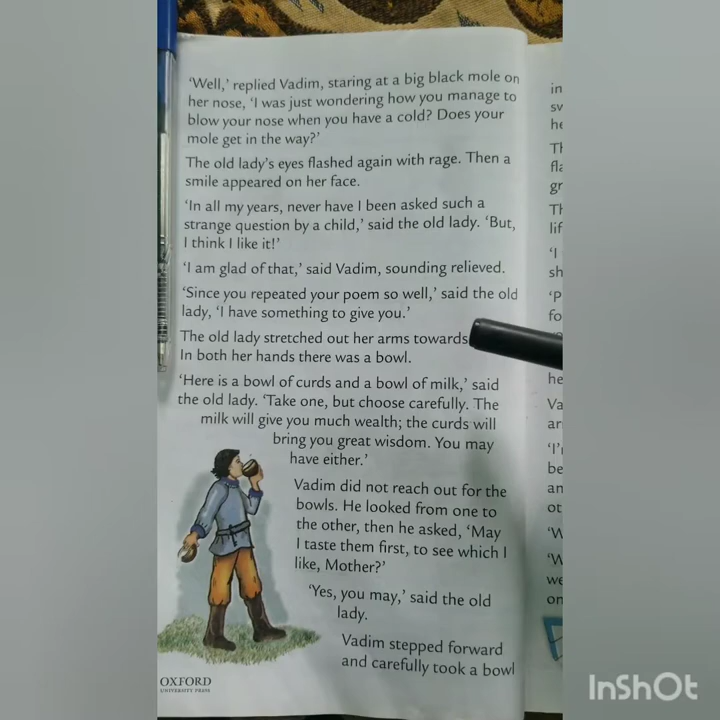 'Well,' replied Vadim, staring at a big black mole on
her nose, 'I was just wondering how you manage to
blow your nose when you have a cold? Does your
mole get in the way?'
The old lady's eyes flashed again with rage. Then a
smile appeared on her face.
'In all my years, never have I been asked such a
strange question by a child,' said the old lady. 'But,
I think I like it!'
'I am glad of that,' said Vadim, sounding relieved.
'Since you repeated your poem so well,' said the old
lady, 'I have something to give you.'
The old lady stretched out her arms towards
In both her hands there was a bowl.
'Here is a bowl of curds and a bowl of milk,' said
the old lady. 'Take one, but choose carefully. The
milk will give you much wealth; the curds will
bring you great wisdom. You may
have either.'
Vadim did not reach out for the
bowls. He looked from one to
the other, then he asked, 'May
I taste them first, to see which I
like, Mother?'
'Yes, you may,' said the old
lady.
Vadim stepped forward
and carefully took a bowl
OXFORD
UNIVERSITY PRESS
InShOt